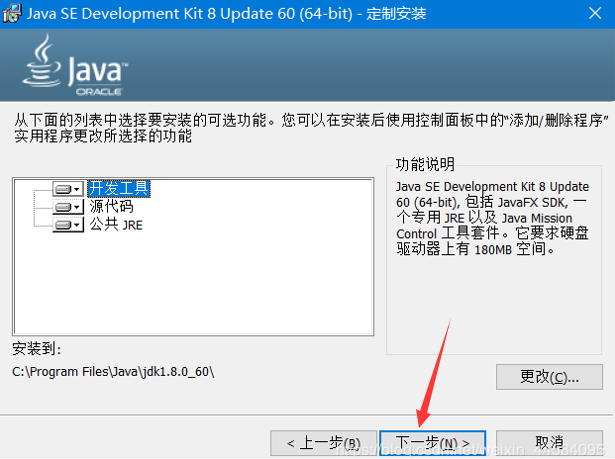 Java SE Development Kit 8 Update 60 (64-bit) - 定制安装
Java
ORACLE
从下面的列表中选择要安装的可选功能。您可以在安装后使用控制面板中的“添加/删除程序”
实用程序更改所选择的功能
开发工具
源代码
公共 JRE
功能说明
Java SE Development Kit 8 Update
60 (64-bit), 包括 JavaFX SDK, 一
个专用 JRE 以及 Java Mission
Control 工具套件。它要求硬盘
驱动器上有 180MB 空间。
安装到:
C:\Program Files\Java\jdk1.8.0_60\
更改(C)...
< 上一步(B)
下一步(N) >
取消